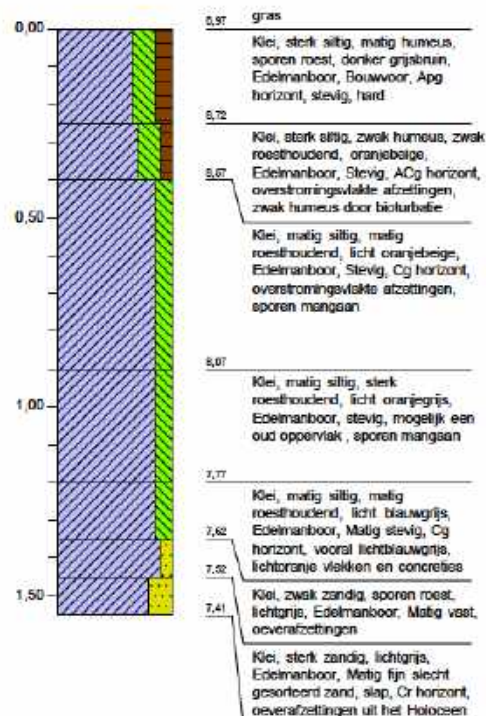 0,00
8,97
gras
Klei, sterk siltig, matig humeus,
sporen roest, donker grijsbruin,
Edelmanboor, Bouwvoor, Apg
horizont, stevig, hard
8,72
Klei, sterk siltig, zwak humeus, zwak
roesthoudend, oranjebeige,
Edelmanboor, Stevig, ACg horizont,
overstromingsvlakte afzettingen,
zwak humeus door bioturbatie
8,57
0,50
Klei, matig siltig, matig
roesthoudend, licht oranjebeige,
Edelmanboor, Stevig, Cg horizont,
overstromingsvlakte afzettingen,
sporen mangaan
8,07
Klei, matig siltig, sterk
roesthoudend, licht oranjegrijs,
Edelmanboor, stevig, mogelijk een
oud oppervlak , sporen mangaan
1,00
7,77
Klei, matig siltig, matig
roesthoudend, licht blauwgrijs,
Edelmanboor, Matig stevig, Cg
horizont, vooral lichtblauwgrijs,
lichtoranje vlekken en concreties
7,62
7,52
Klei, zwak zandig, sporen roest,
lichtgrijs, Edelmanboor, Matig vast,
oeverafzettingen
1,50
7,41
Klei, sterk zandig, lichtgrijs,
Edelmanboor, Matig fijn slecht
gesorteerd zand, slap, Cr horizont,
oeverafzettingen uit het Holoceen